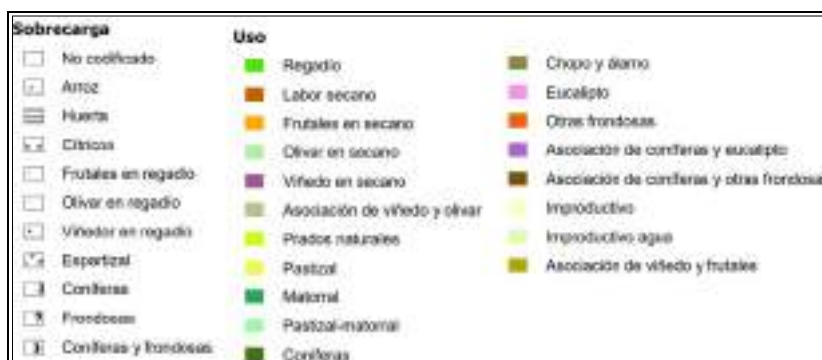 Sobrecarga
No codificado
Arroz
Huerta
Cítricos
Frutales en regadío
Olivar en regadío
Viñedor en regadío
Espartizal
Coníferas
Frondosas
Coníferas y frondosas
Uso
Regadío
Labor secano
Frutales en secano
Olivar en secano
Viñedo en secano
Asociación de viñedo y olivar
Prados naturales
Pastizal
Matorral
Pastizal-matorral
Coníferas
Chopo y álamo
Eucalipto
Otras frondosas
Asociación de coníferas y eucalipto
Asociación de coníferas y otras frondosa
Improductivo
Improductivo agua
Asociación de viñedo y frutales